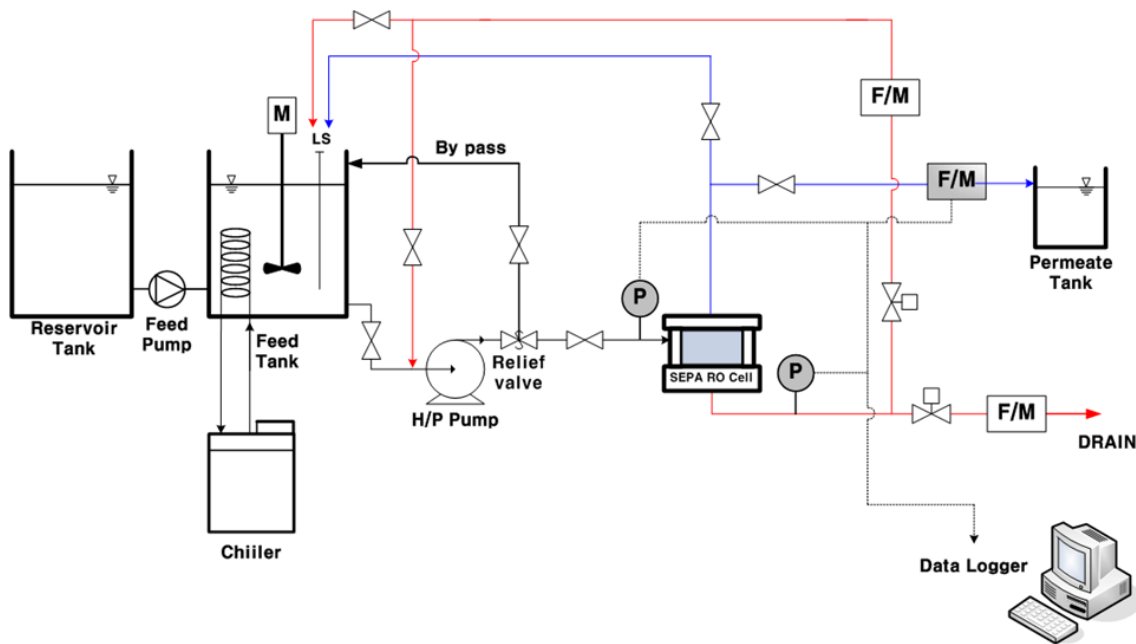 M
LS
By pass
F/M
F/M
Permeate
Tank
P
Reservoir
Tank
Feed
Pump
Feed
Tank
Relief
valve
H/P Pump
SEPA RO Cell
P
F/M
DRAIN
Chiiler
Data Logger